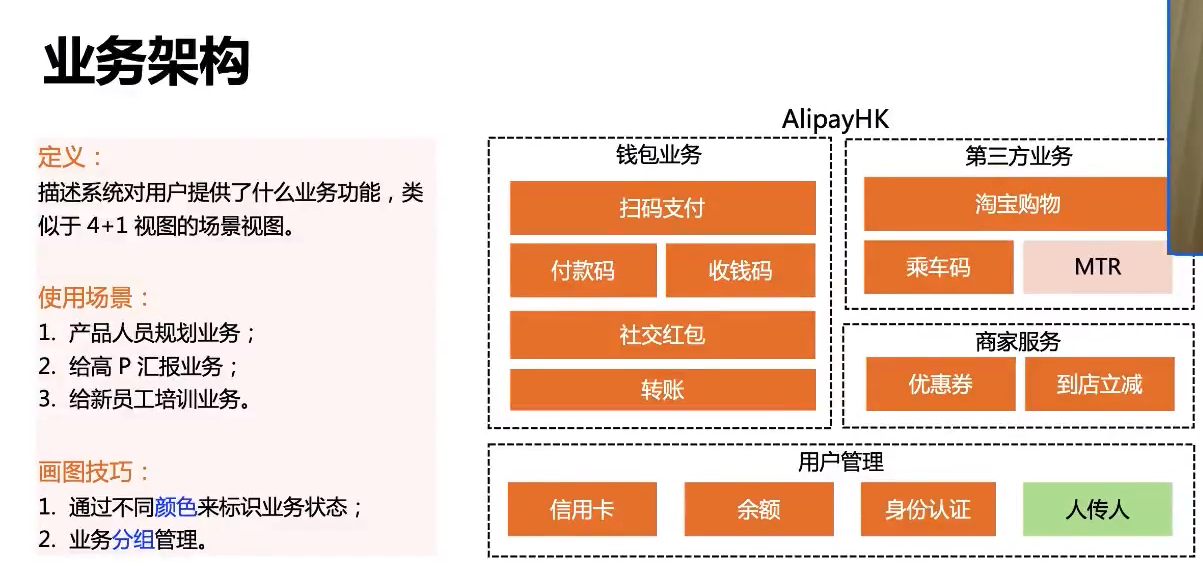 业务架构
定义：
描述系统对用户提供了什么业务功能，类
似于 4+1 视图的场景视图。
使用场景：
1. 产品人员规划业务；
2. 给高 P 汇报业务；
3. 给新员工培训业务。
画图技巧：
1. 通过不同颜色来标识业务状态；
2. 业务分组管理。
AlipayHK
钱包业务
扫码支付
付款码
收钱码
社交红包
转账
第三方业务
淘宝购物
乘车码
MTR
商家服务
优惠券
到店立减
用户管理
信用卡
余额
身份认证
人传人